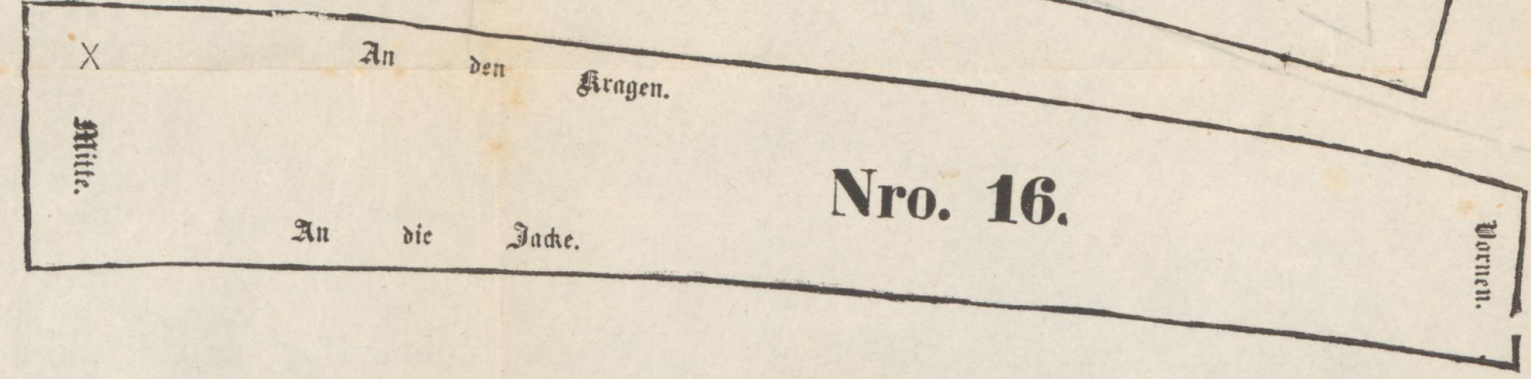 X
An den Kragen.
Mitte.
Nro. 16.
An die Jacke.
Vornen.